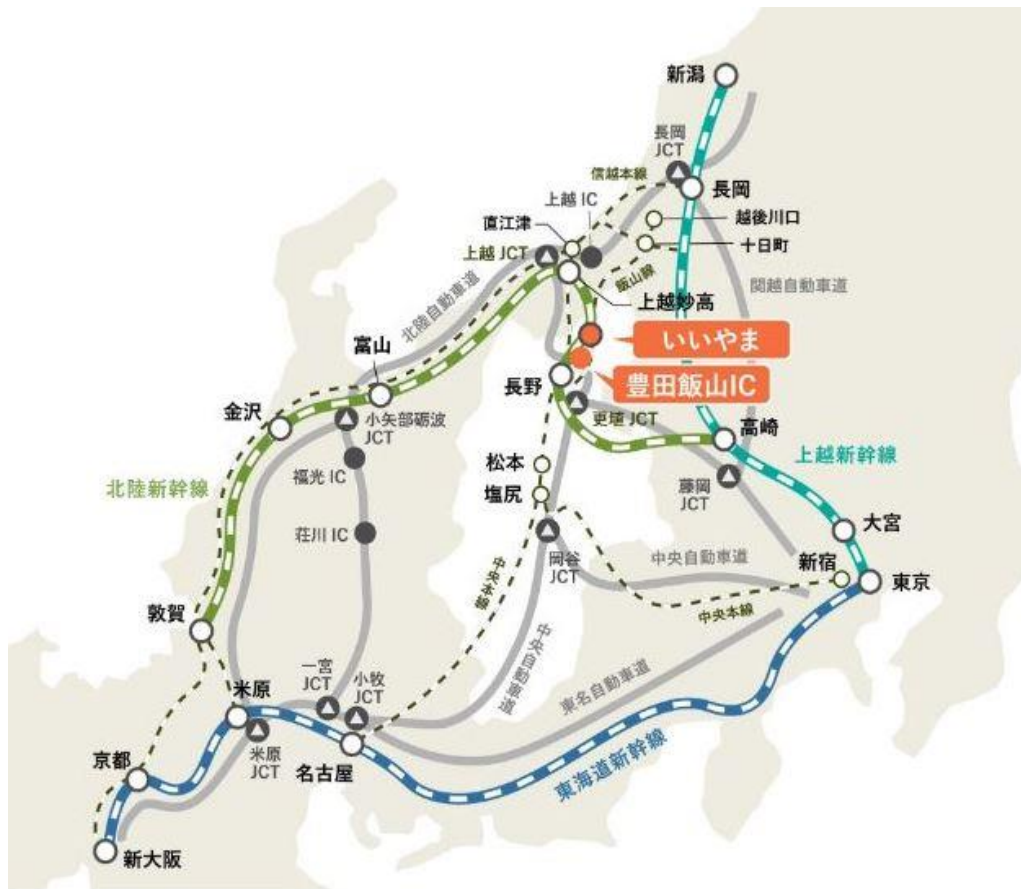 新潟
長岡
JCT
信越本線
長岡
上越 IC
越後川口
直江津
十日町
上越 JCT
飯山線
関越自動車道
上越妙高
北陸自動車道
いいやま
富山
豊田飯山IC
長野
金沢
小矢部砺波
JCT
更埴 JCT
高崎
上越新幹線
松本
福光 IC
藤岡
JCT
北陸新幹線
塩尻
大宮
荘川 IC
岡谷
JCT
中央自動車道
新宿
東京
中央本線
中央本線
敦賀
中央自動車道
一宮
JCT
小牧
JCT
東名自動車道
米原
米原
JCT
京都
名古屋
東海道新幹線
新大阪